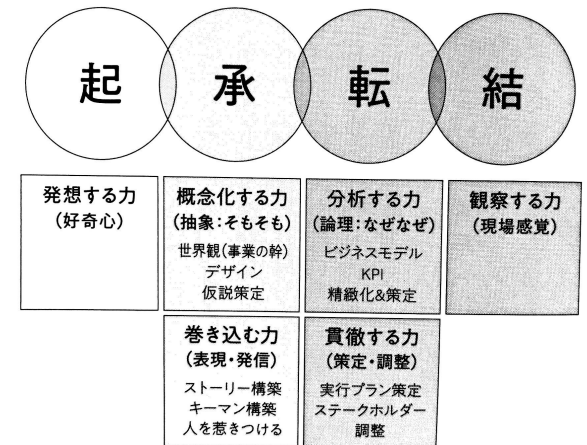 起
承
転
結
発想する力
(好奇心)
概念化する力
(抽象:そもそも)
世界観(事業の幹)
デザイン
仮説策定
分析する力
(論理:なぜなぜ)
ビジネスモデル
KPI
精緻化&策定
観察する力
(現場感覚)
巻き込む力
(表現・発信)
ストーリー構築
キーマン構築
人を惹きつける
貫徹する力
(策定・調整)
実行プラン策定
ステークホルダー
調整